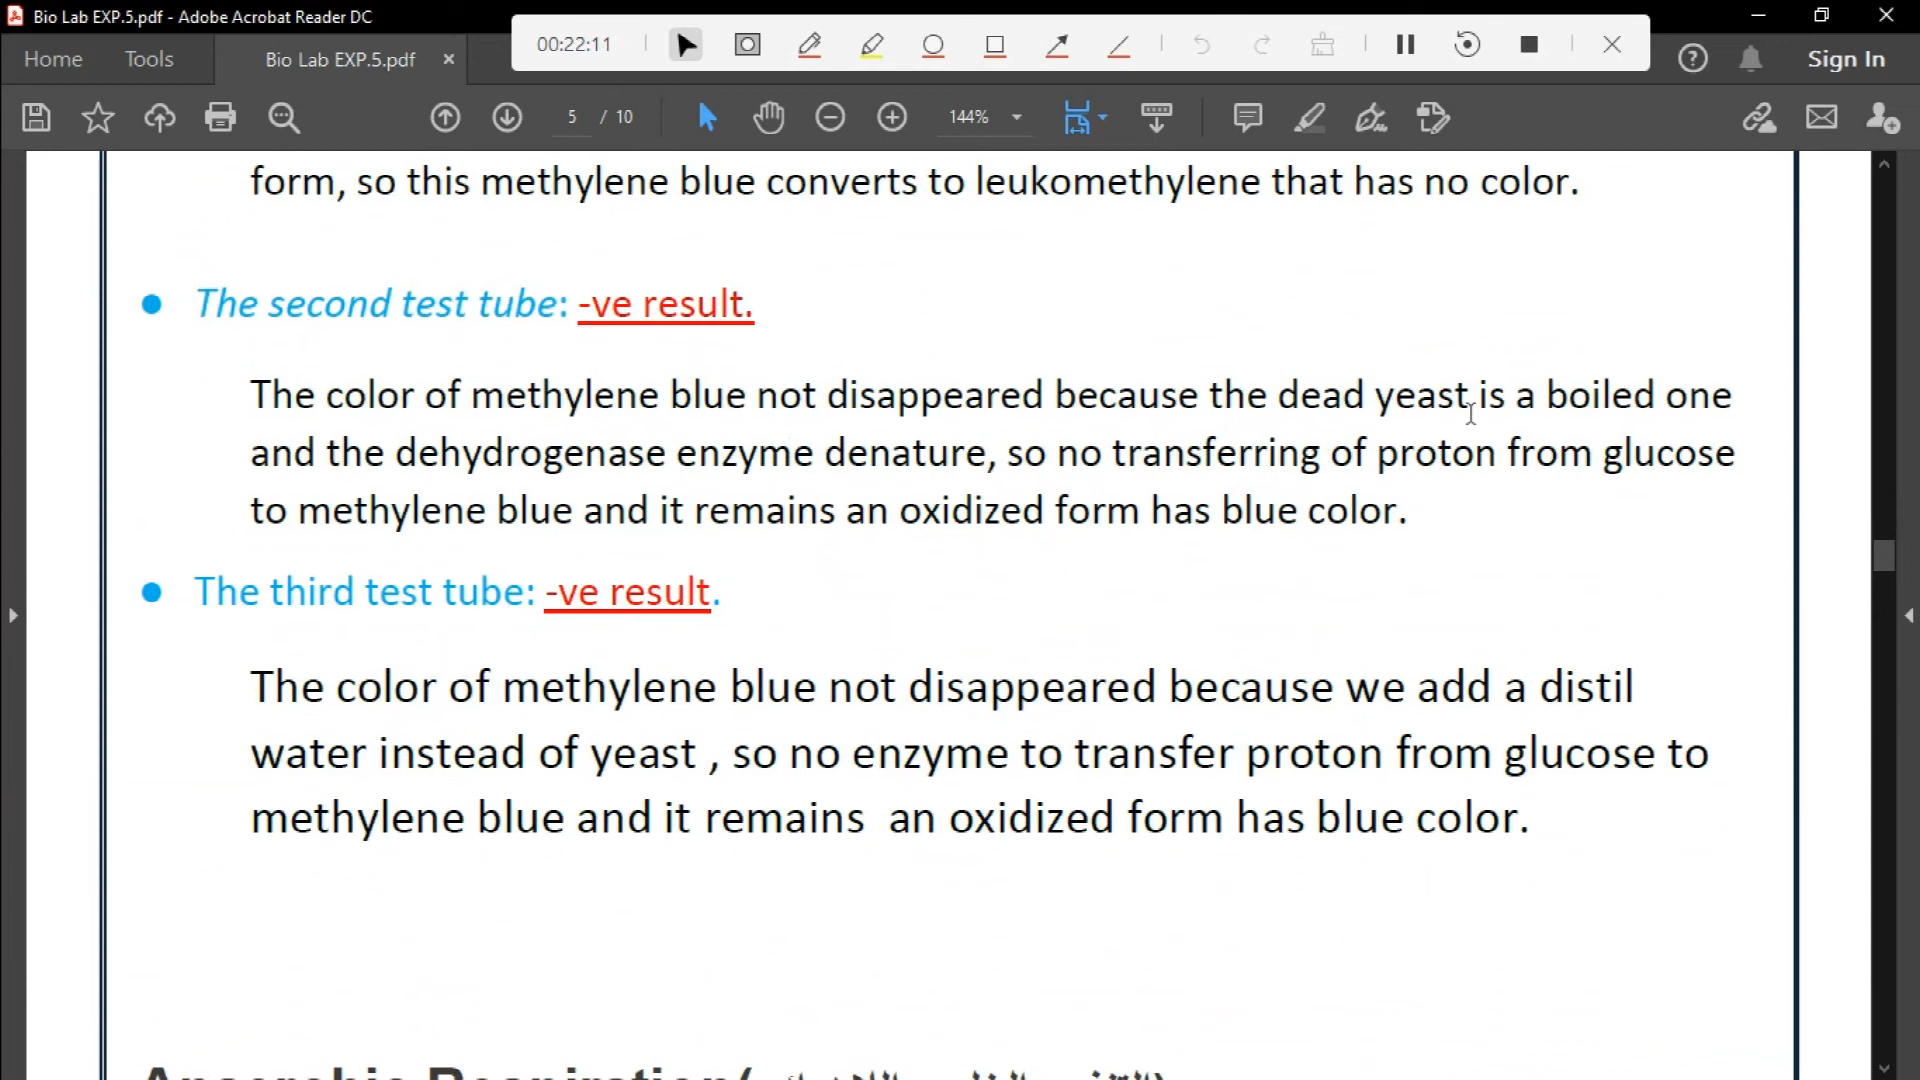 Bio Lab EXP.5.pdf - Adobe Acrobat Reader DC
00:22:11
Home Tools Bio Lab EXP.5.pdf Sign In
5 / 10 144%
form, so this methylene blue converts to leukomethylene that has no color.
The second test tube: -ve result.
The color of methylene blue not disappeared because the dead yeast is a boiled one
and the dehydrogenase enzyme denature, so no transferring of proton from glucose
to methylene blue and it remains an oxidized form has blue color.
The third test tube: -ve result.
The color of methylene blue not disappeared because we add a distil
water instead of yeast , so no enzyme to transfer proton from glucose to
methylene blue and it remains an oxidized form has blue color.
Anaerobic Respiration(